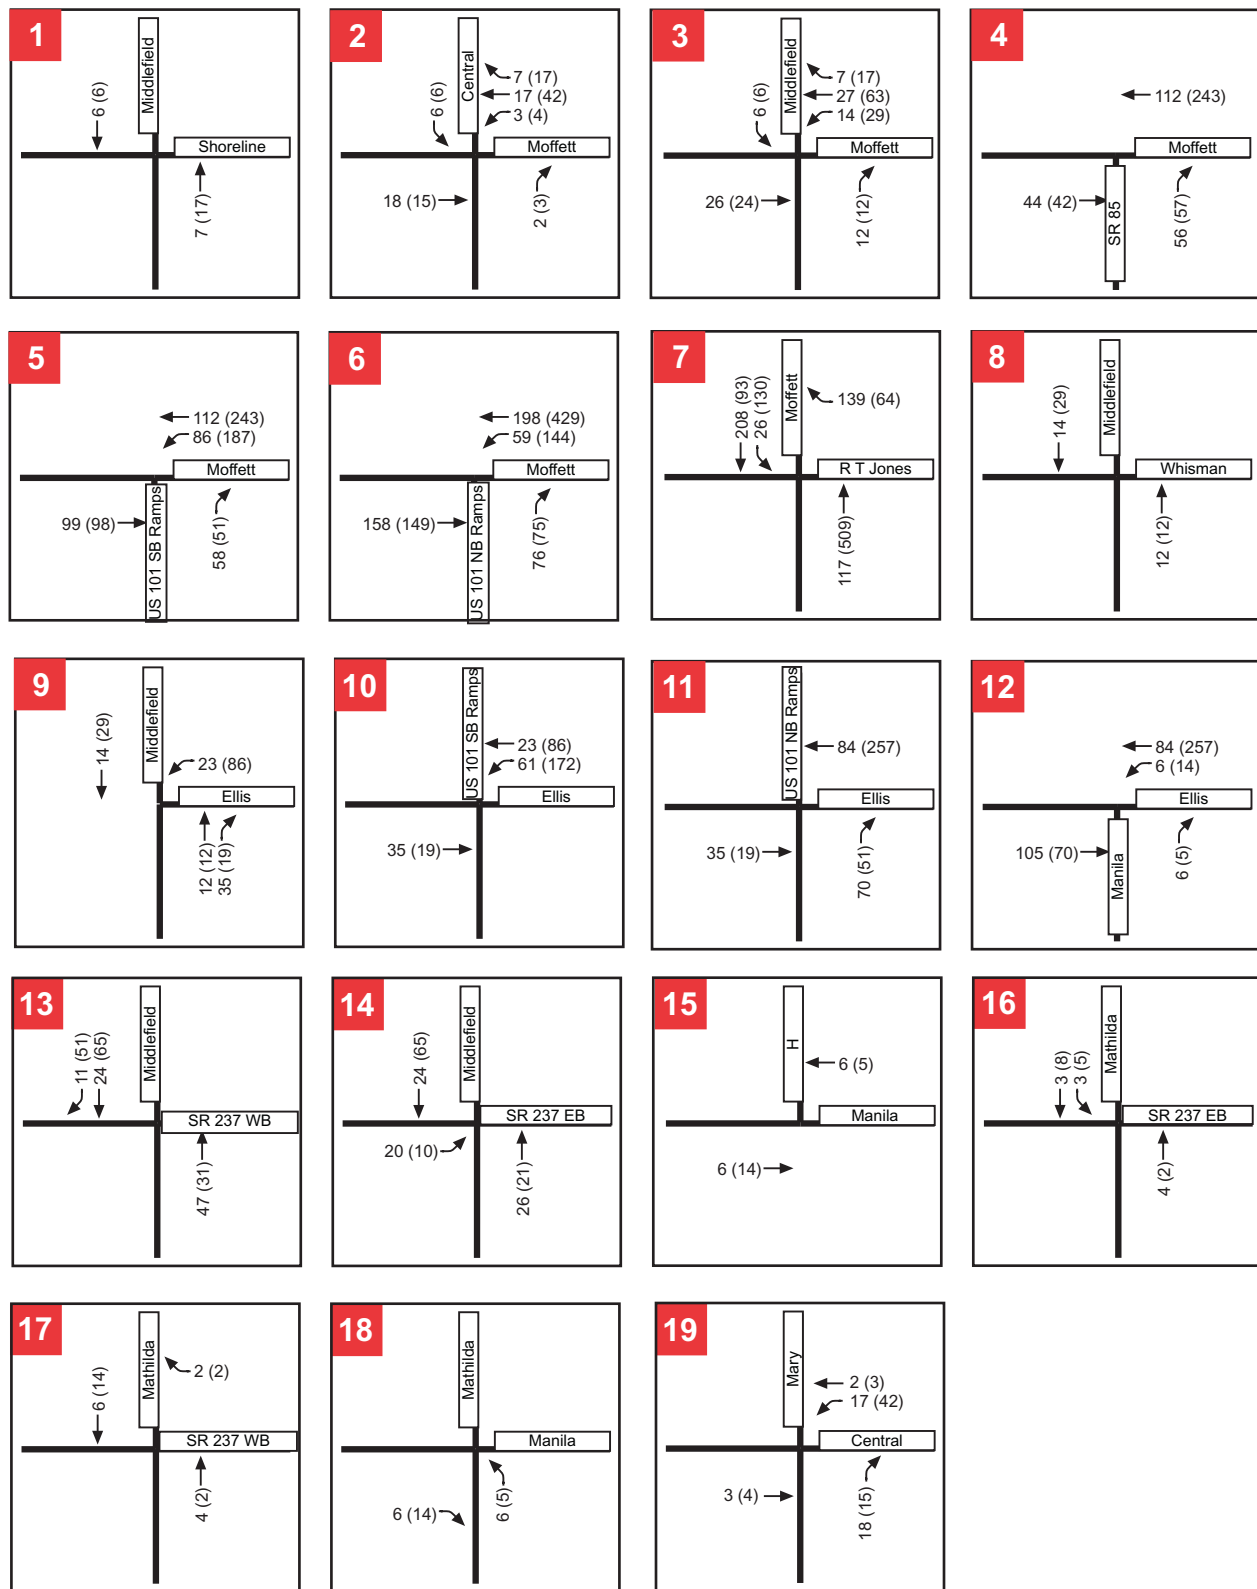 1
Middlefield
6 (6)
Shoreline
7 (17)
2
Central
7 (17)
17 (42)
3 (4)
6 (6)
Moffett
18 (15)
2 (3)
3
Middlefield
7 (17)
27 (63)
14 (29)
6 (6)
Moffett
26 (24)
12 (12)
4
112 (243)
Moffett
44 (42)
SR 85
56 (57)
5
112 (243)
86 (187)
Moffett
99 (98)
US 101 SB Ramps
58 (51)
6
198 (429)
59 (144)
Moffett
158 (149)
US 101 NB Ramps
76 (75)
7
208 (93)
26 (130)
Moffett
139 (64)
R T Jones
117 (509)
8
14 (29)
Middlefield
Whisman
12 (12)
9
14 (29)
Middlefield
23 (86)
Ellis
12 (12)
35 (19)
10
US 101 SB Ramps
23 (86)
61 (172)
Ellis
35 (19)
11
US 101 NB Ramps
84 (257)
Ellis
35 (19)
70 (51)
12
84 (257)
6 (14)
Ellis
105 (70)
Manila
6 (5)
13
11 (51)
24 (65)
Middlefield
SR 237 WB
47 (31)
14
24 (65)
Middlefield
SR 237 EB
20 (10)
26 (21)
15
H
6 (5)
Manila
6 (14)
16
3 (8)
3 (5)
Mathilda
SR 237 EB
4 (2)
17
6 (14)
Mathilda
2 (2)
SR 237 WB
4 (2)
18
Mathilda
Manila
6 (14)
6 (5)
19
Mary
2 (3)
17 (42)
Central
3 (4)
18 (15)